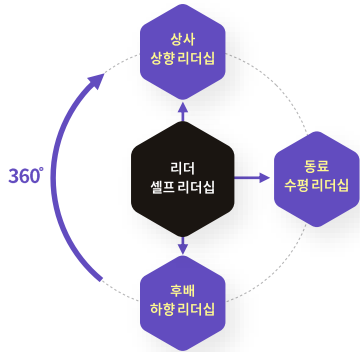 상사
상향 리더십
리더
셀프 리더십
동료
수평 리더십
360°
후배
하향 리더십